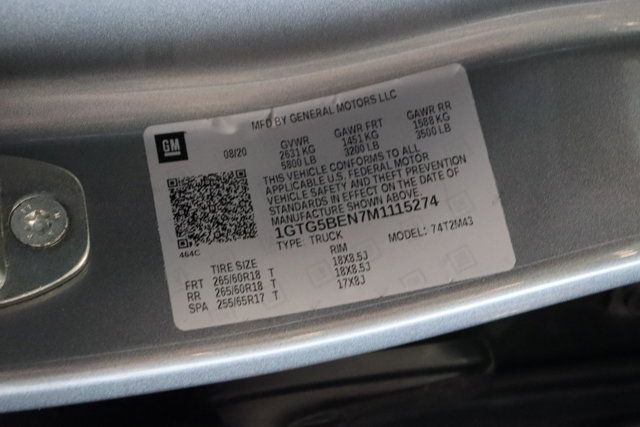 MFD BY GENERAL MOTORS LLC
GM
08/20
GVWR GAWR FRT GAWR RR
2631 KG 1451 KG 1588 KG
5800 LB 3200 LB 3500 LB
THIS VEHICLE CONFORMS TO ALL
APPLICABLE U.S. FEDERAL MOTOR
VEHICLE SAFETY AND THEFT PREVENTION
STANDARDS IN EFFECT ON THE DATE OF
MANUFACTURE SHOWN ABOVE.
1GTG5BEN7M1115274
TYPE: TRUCK MODEL: 74T2M43
464C
TIRE SIZE RIM
FRT 265/60R18 T 18X8.5J
RR 265/60R18 T 18X8.5J
SPA 255/65R17 T 17X8J